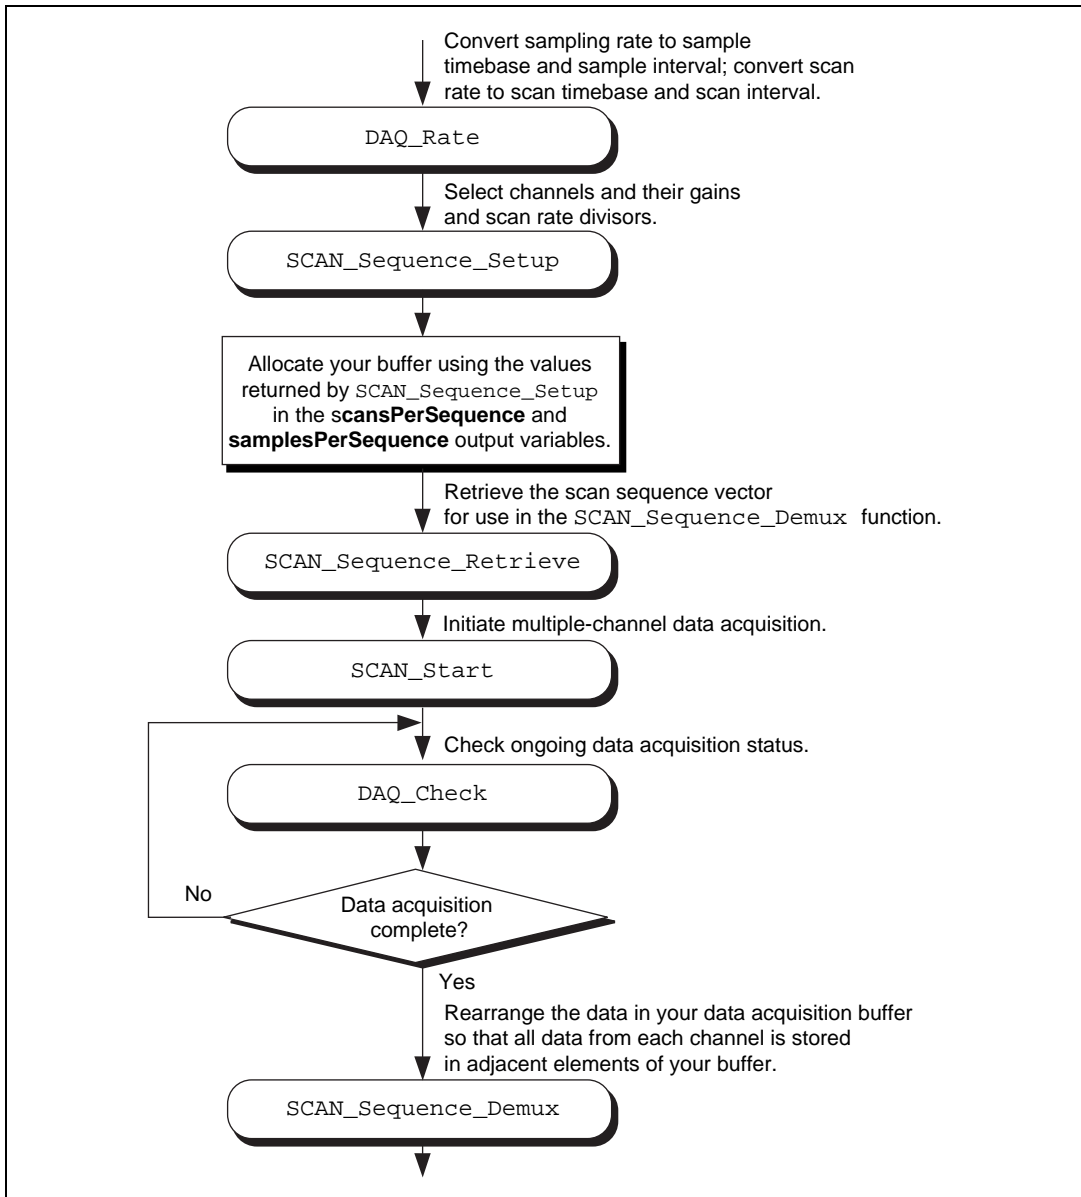 Convert sampling rate to sample
timebase and sample interval; convert scan
rate to scan timebase and scan interval.
DAQ_Rate
Select channels and their gains
and scan rate divisors.
SCAN_Sequence_Setup
Allocate your buffer using the values
returned by SCAN_Sequence_Setup
in the scansPerSequence and
samplesPerSequence output variables.
Retrieve the scan sequence vector
for use in the SCAN_Sequence_Demux function.
SCAN_Sequence_Retrieve
Initiate multiple-channel data acquisition.
SCAN_Start
Check ongoing data acquisition status.
DAQ_Check
No
Data acquisition
complete?
Yes
Rearrange the data in your data acquisition buffer
so that all data from each channel is stored
in adjacent elements of your buffer.
SCAN_Sequence_Demux